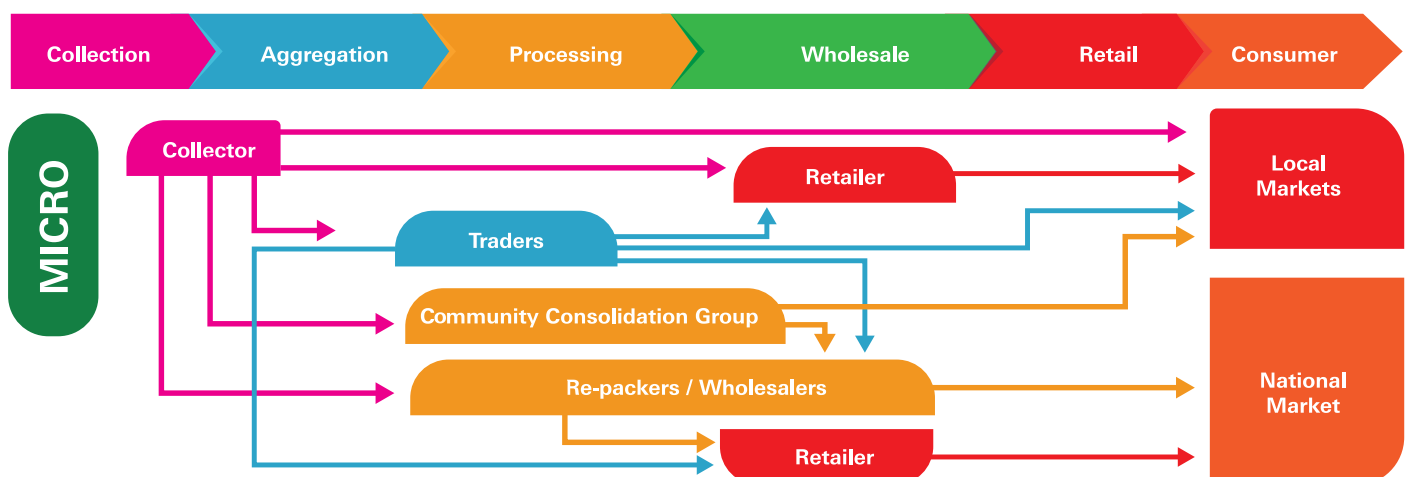 Collection
Aggregation
Processing
Wholesale
Retail
Consumer
MICRO
Collector
Retailer
Local
Markets
Traders
Community Consolidation Group
Re-packers / Wholesalers
National
Market
Retailer